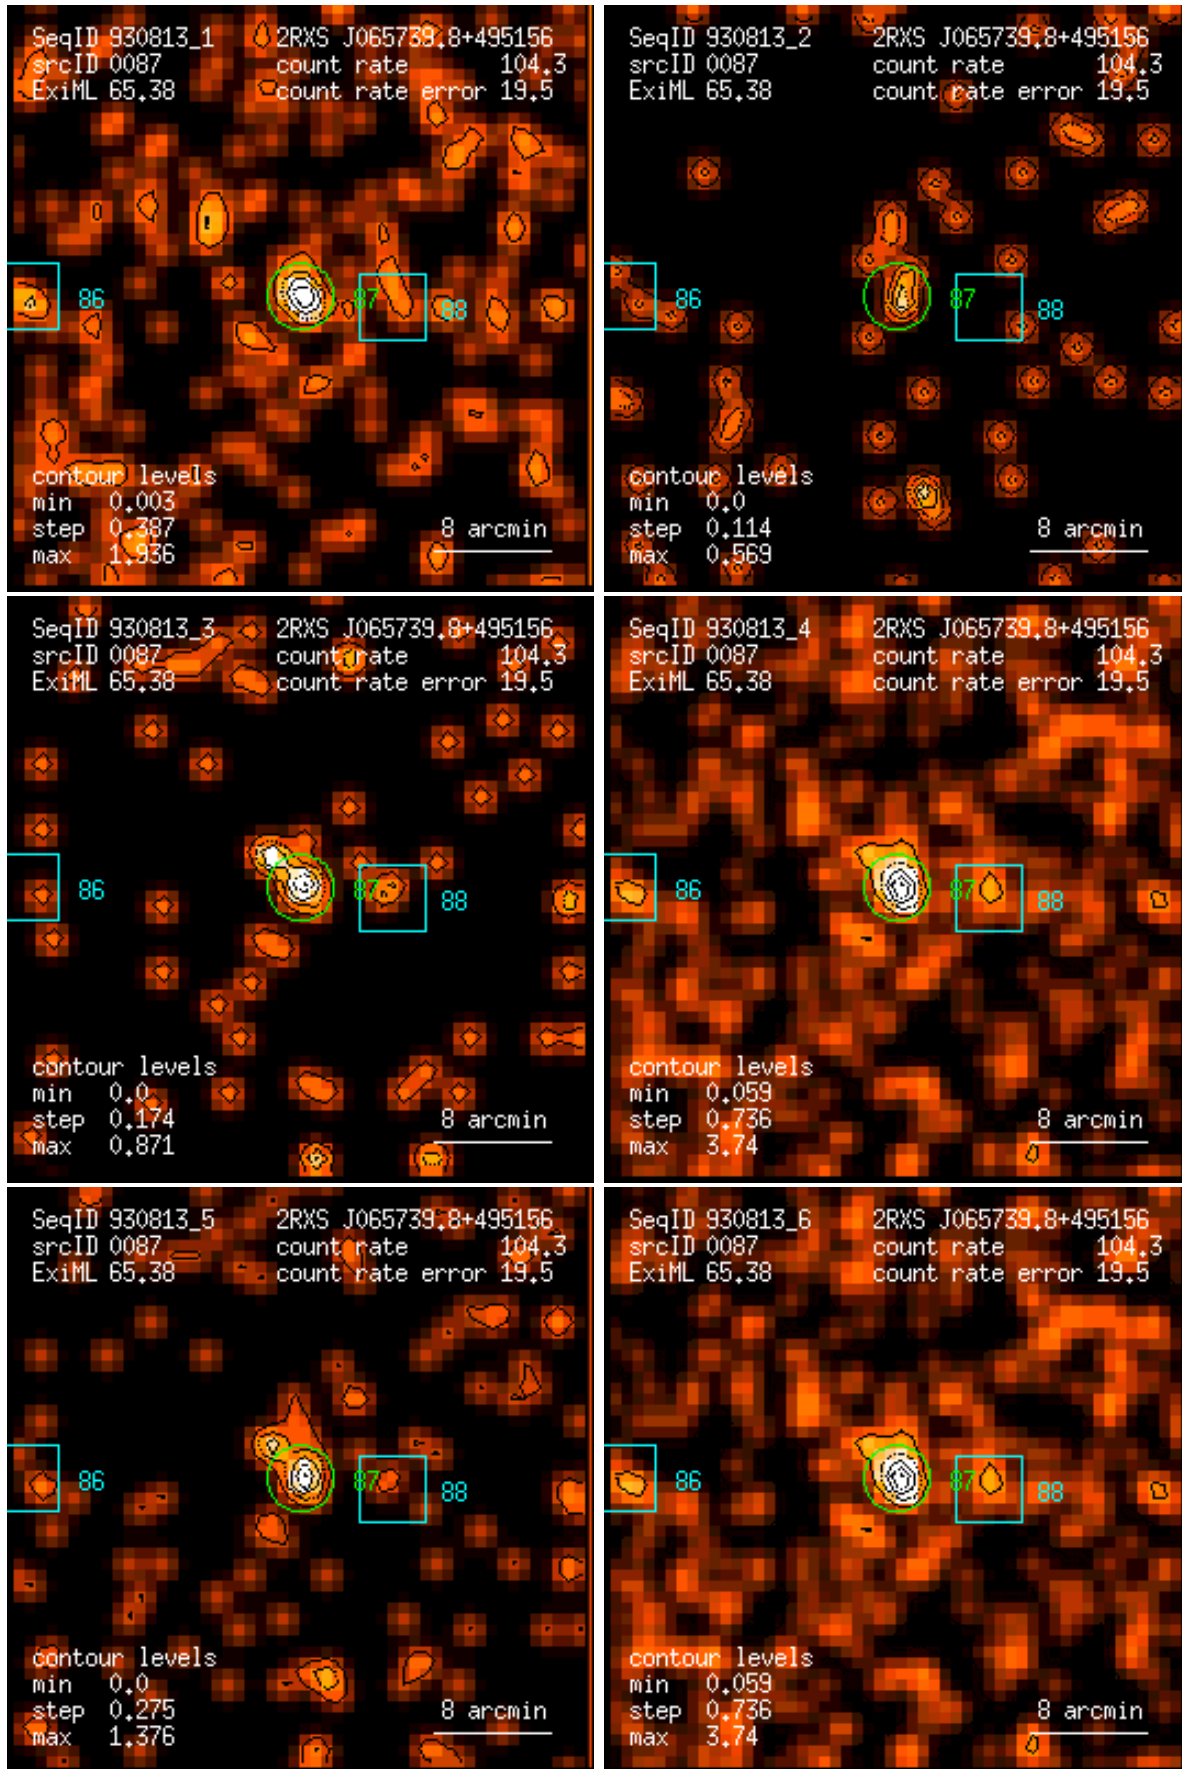 SeqID 930813_1 2RXS J065739.8+495156
srcID 0087 count rate 104.3
ExiML 65.38 count rate error 19.5
86 87 88
contour levels
min 0.003
step 0.387 8 arcmin
max 1.936
SeqID 930813_2 2RXS J065739.8+495156
srcID 0087 count rate 104.3
ExiML 65.38 count rate error 19.5
86 87 88
contour levels
min 0.0
step 0.114 8 arcmin
max 0.569
SeqID 930813_3 2RXS J065739.8+495156
srcID 0087 count rate 104.3
ExiML 65.38 count rate error 19.5
86 87 88
contour levels
min 0.0
step 0.174 8 arcmin
max 0.871
SeqID 930813_4 2RXS J065739.8+495156
srcID 0087 count rate 104.3
ExiML 65.38 count rate error 19.5
86 87 88
contour levels
min 0.059
step 0.736 8 arcmin
max 3.74
SeqID 930813_5 2RXS J065739.8+495156
srcID 0087 count rate 104.3
ExiML 65.38 count rate error 19.5
86 87 88
contour levels
min 0.0
step 0.275 8 arcmin
max 1.376
SeqID 930813_6 2RXS J065739.8+495156
srcID 0087 count rate 104.3
ExiML 65.38 count rate error 19.5
86 87 88
contour levels
min 0.059
step 0.736 8 arcmin
max 3.74